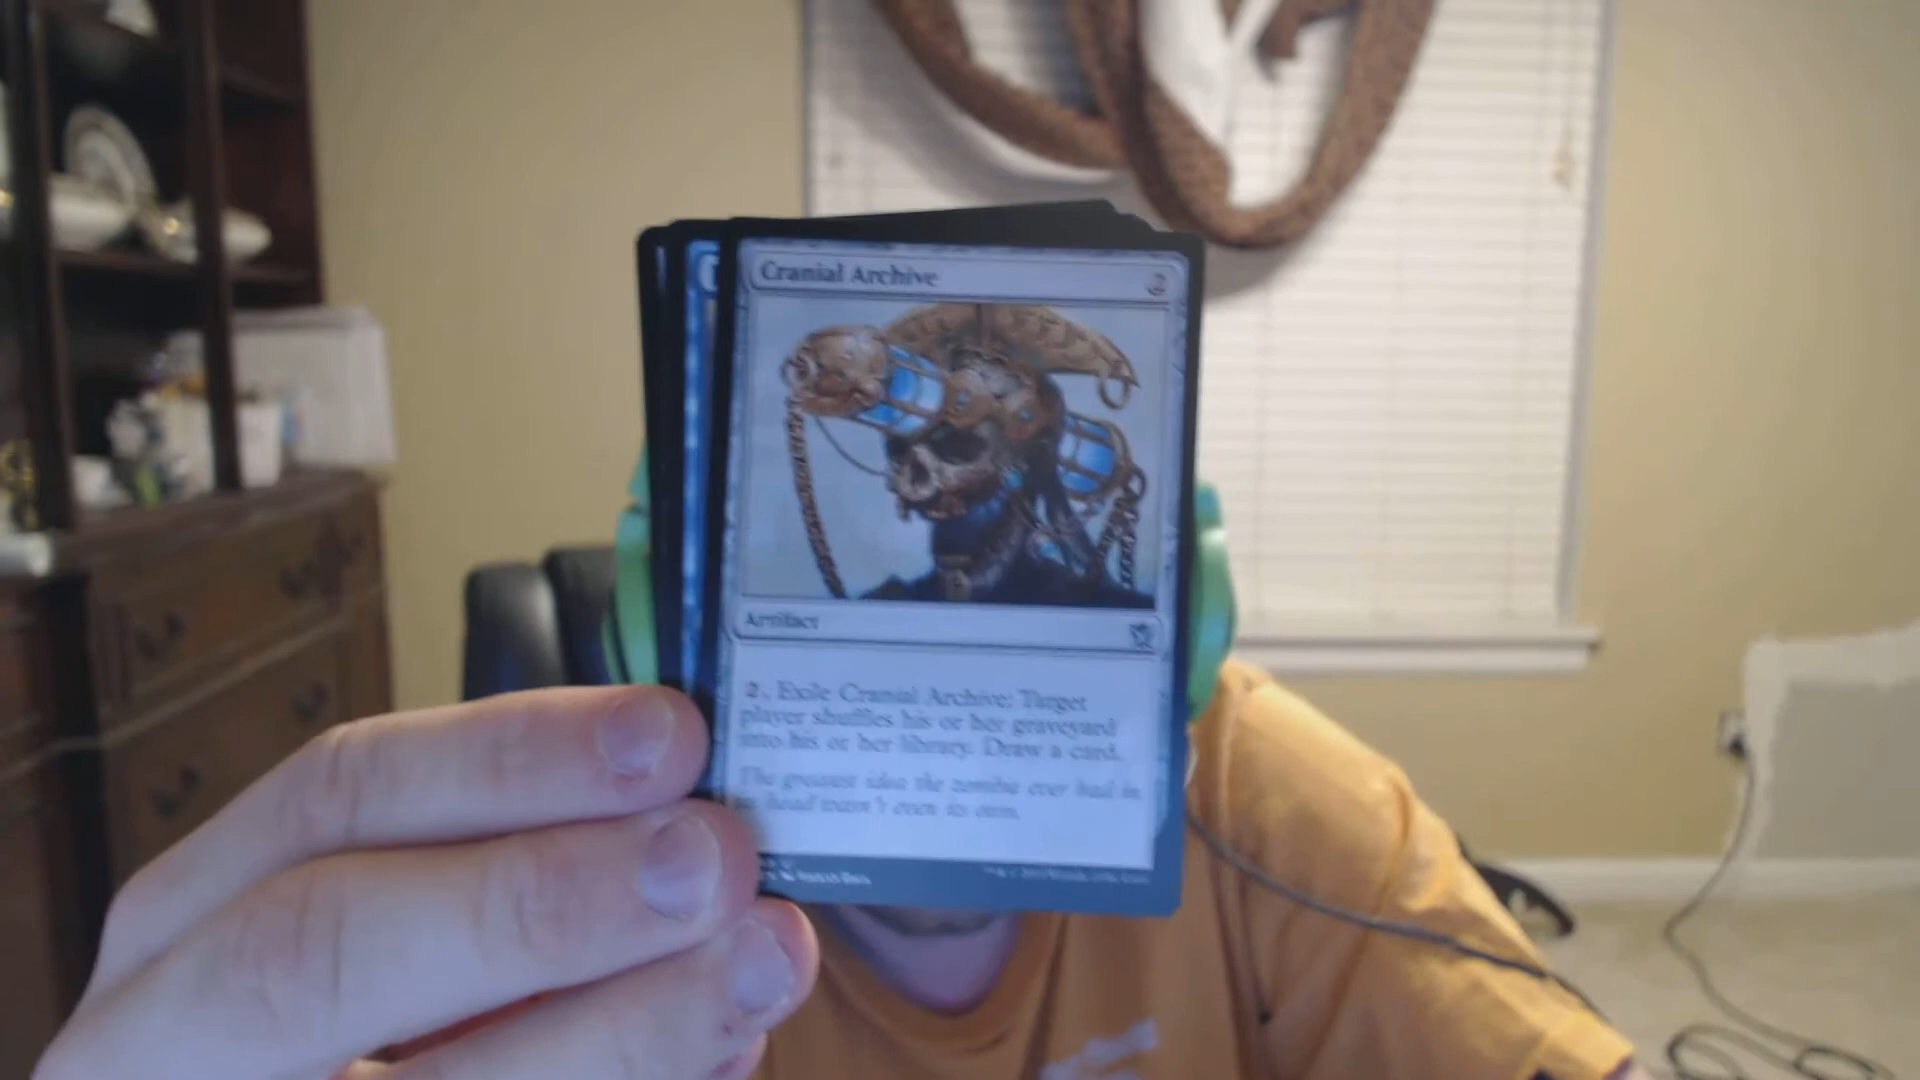 Cranial Archive 2
Artifact
2, Exile Cranial Archive: Target
player shuffles his or her graveyard
into his or her library. Draw a card.
The greatest idea the zombie ever had in
its head wasn't even its own.